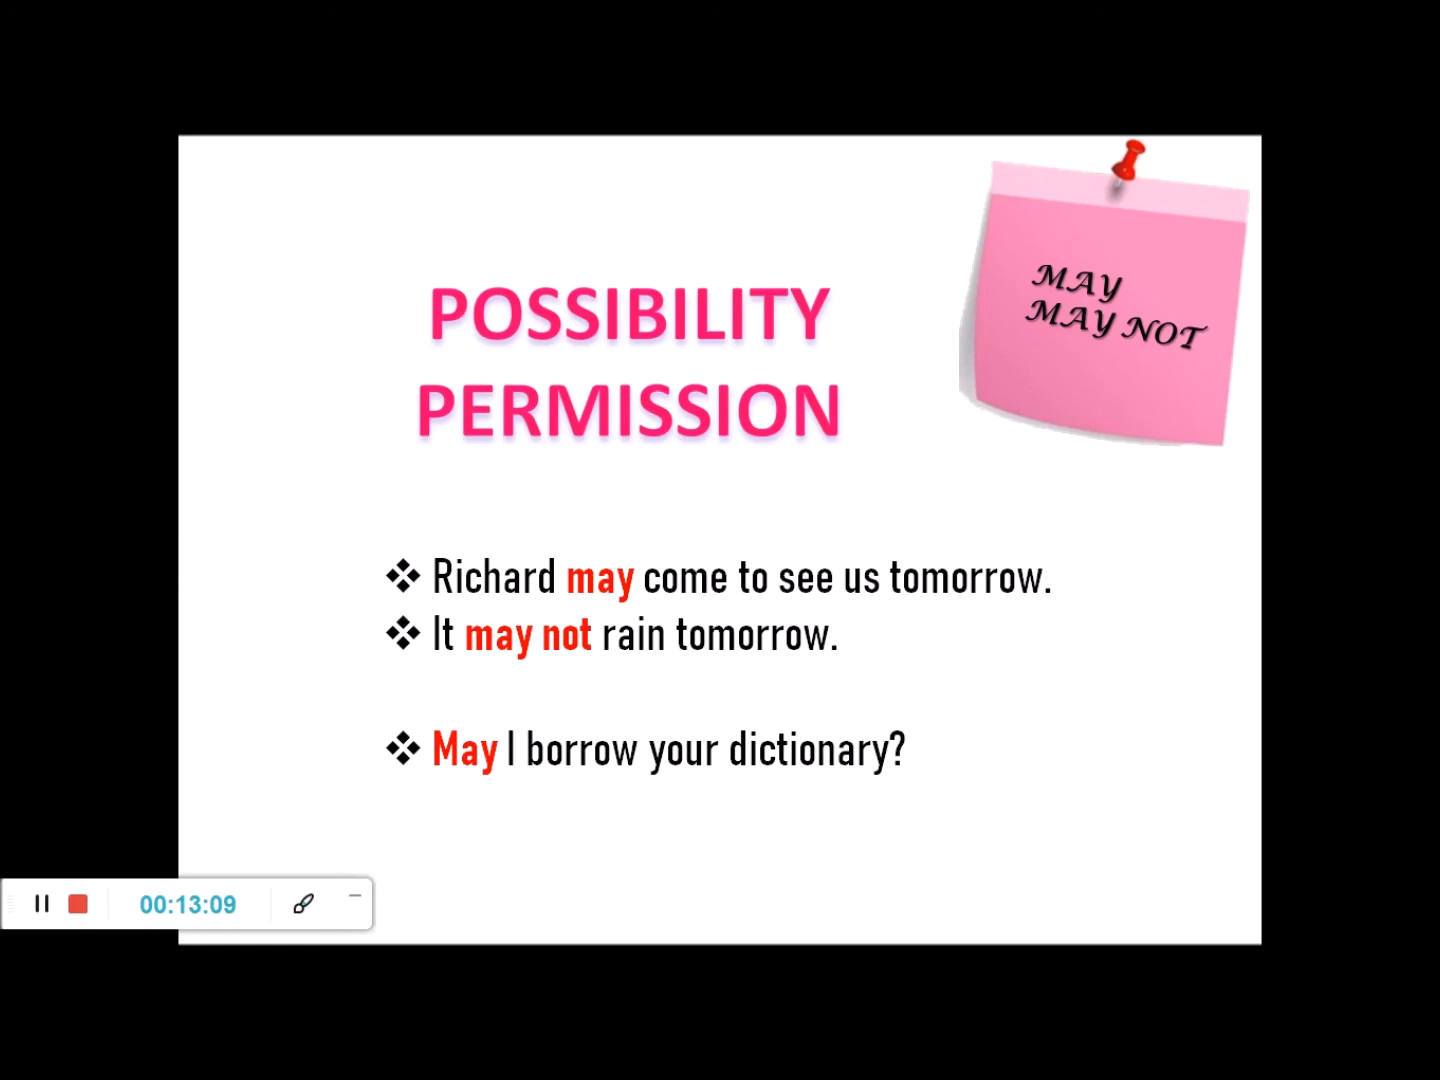 MAY
MAY NOT
POSSIBILITY
PERMISSION
❖ Richard may come to see us tomorrow.
❖ It may not rain tomorrow.
❖ May I borrow your dictionary?
00:13:09